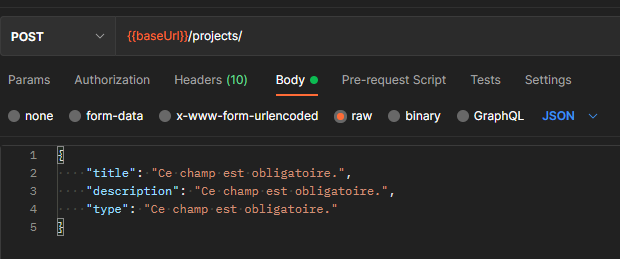 POST {{baseUrl}}/projects/
Params Authorization Headers (10) Body Pre-request Script Tests Settings
none form-data x-www-form-urlencoded raw binary GraphQL JSON
1 {
2 "title": "Ce champ est obligatoire.",
3 "description": "Ce champ est obligatoire.",
4 "type": "Ce champ est obligatoire."
5 }